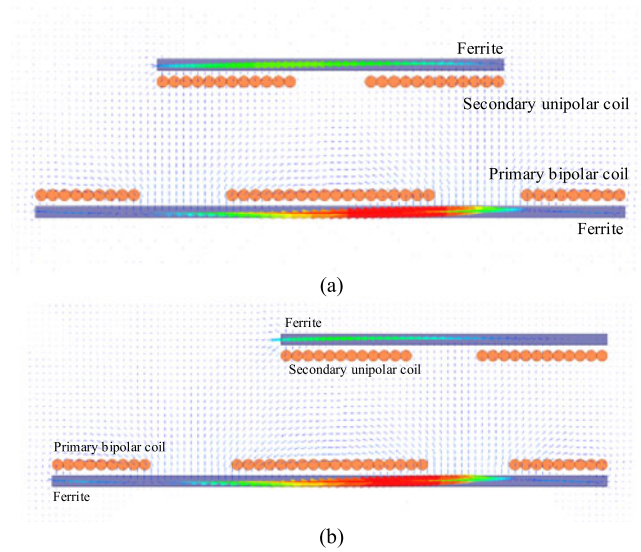 Ferrite
Secondary unipolar coil
Primary bipolar coil
Ferrite
(a)
Ferrite
Secondary unipolar coil
Primary bipolar coil
Ferrite
(b)